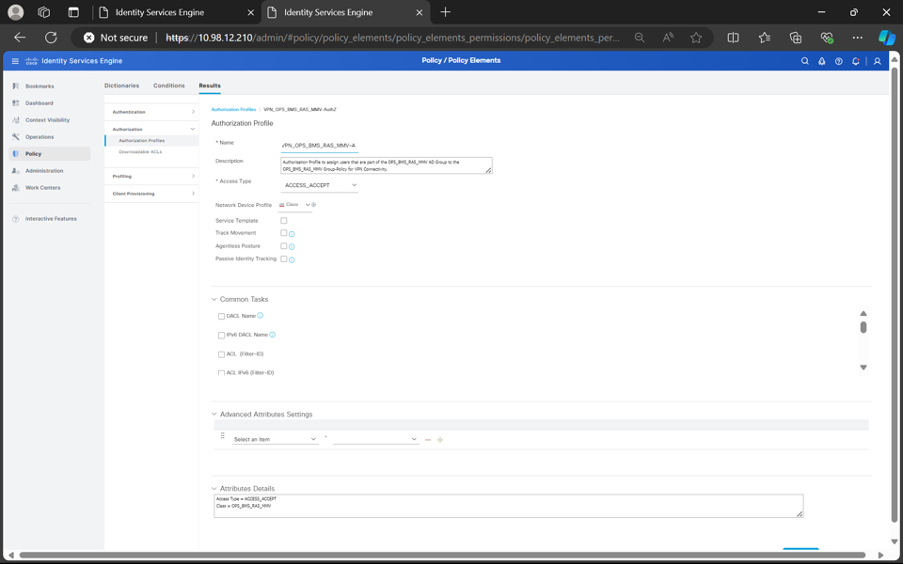 Identity Services Engine
Identity Services Engine
Not secure
https://10.98.12.210/admin/#policy/policy_elements/policy_elements_permissions/policy_elements_per...
CISCO Identity Services Engine
Policy / Policy Elements
Bookmarks
Dashboard
Context Visibility
Operations
Policy
Administration
Work Centers
Interactive Features
Dictionaries Conditions Results
Authentication
Authorization
Authorization Profiles
Downloadable ACLs
Profiling
Client Provisioning
Authorization Profiles > VPN_OPS_BMS_RAS_MMV-AuthZ
Authorization Profile
* Name VPN_OPS_BMS_RAS_MMV-A
Description Authorization Profile to assign users that are part of the OPS_BMS_RAS_MMV AD Group to the
OPS_BMS_RAS_MMV Group-Policy for VPN Connectivity.
* Access Type ACCESS_ACCEPT
Network Device Profile Cisco
Service Template
Track Movement
Agentless Posture
Passive Identity Tracking
Common Tasks
DACL Name
IPv6 DACL Name
ACL (Filter-ID)
ACL IPv6 (Filter-ID)
Advanced Attributes Settings
Select an item =
Attributes Details
Access Type = ACCESS_ACCEPT
Class = OPS_BMS_RAS_MMV